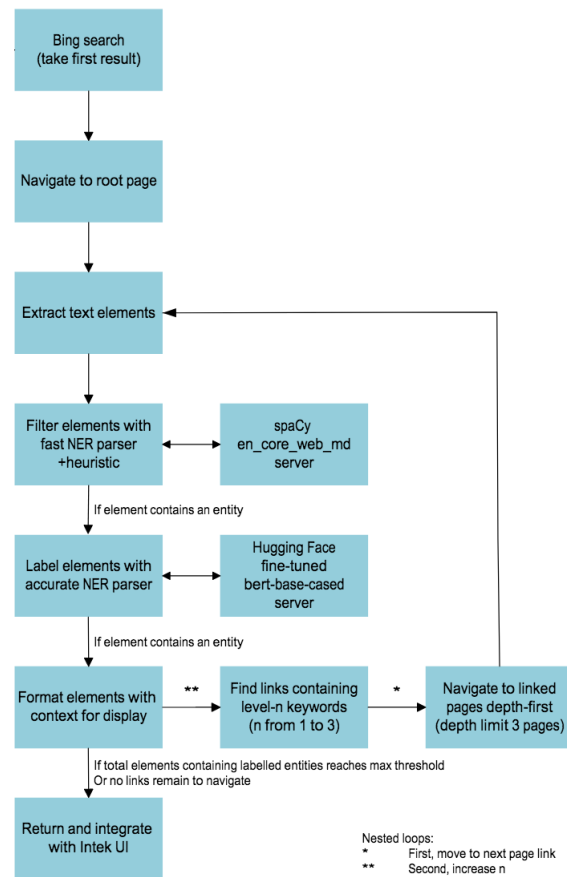 Bing search
(take first result)
Navigate to root page
Extract text elements
Filter elements with
fast NER parser
+heuristic
spaCy
en_core_web_md
server
If element contains an entity
Label elements with
accurate NER parser
Hugging Face
fine-tuned
bert-base-cased
server
If element contains an entity
Format elements with
context for display
**
Find links containing
level-n keywords
(n from 1 to 3)
*
Navigate to linked
pages depth-first
(depth limit 3 pages)
If total elements containing labelled entities reaches max threshold
Or no links remain to navigate
Return and integrate
with Intek UI
Nested loops:
* First, move to next page link
** Second, increase n